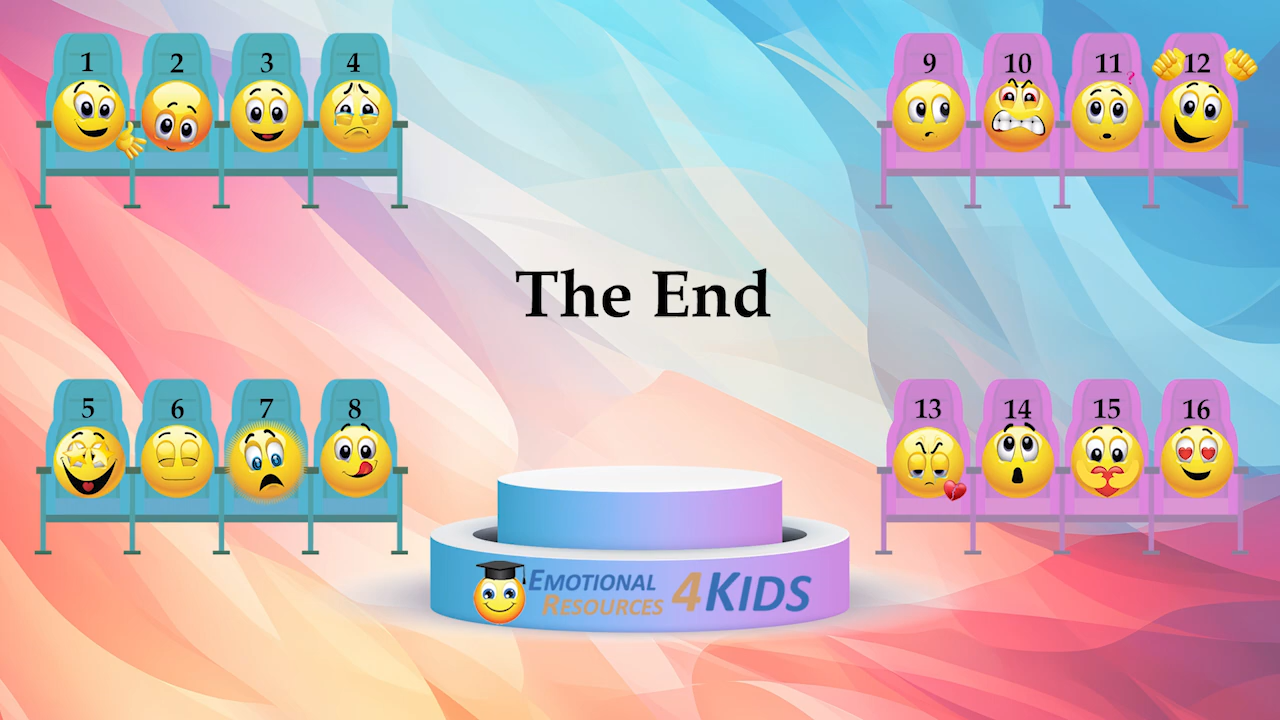 1 2 3 4
9 10 11 ? 12
The End
5 6 7 8
13 14 15 16
EMOTIONAL
RESOURCES
4KIDS